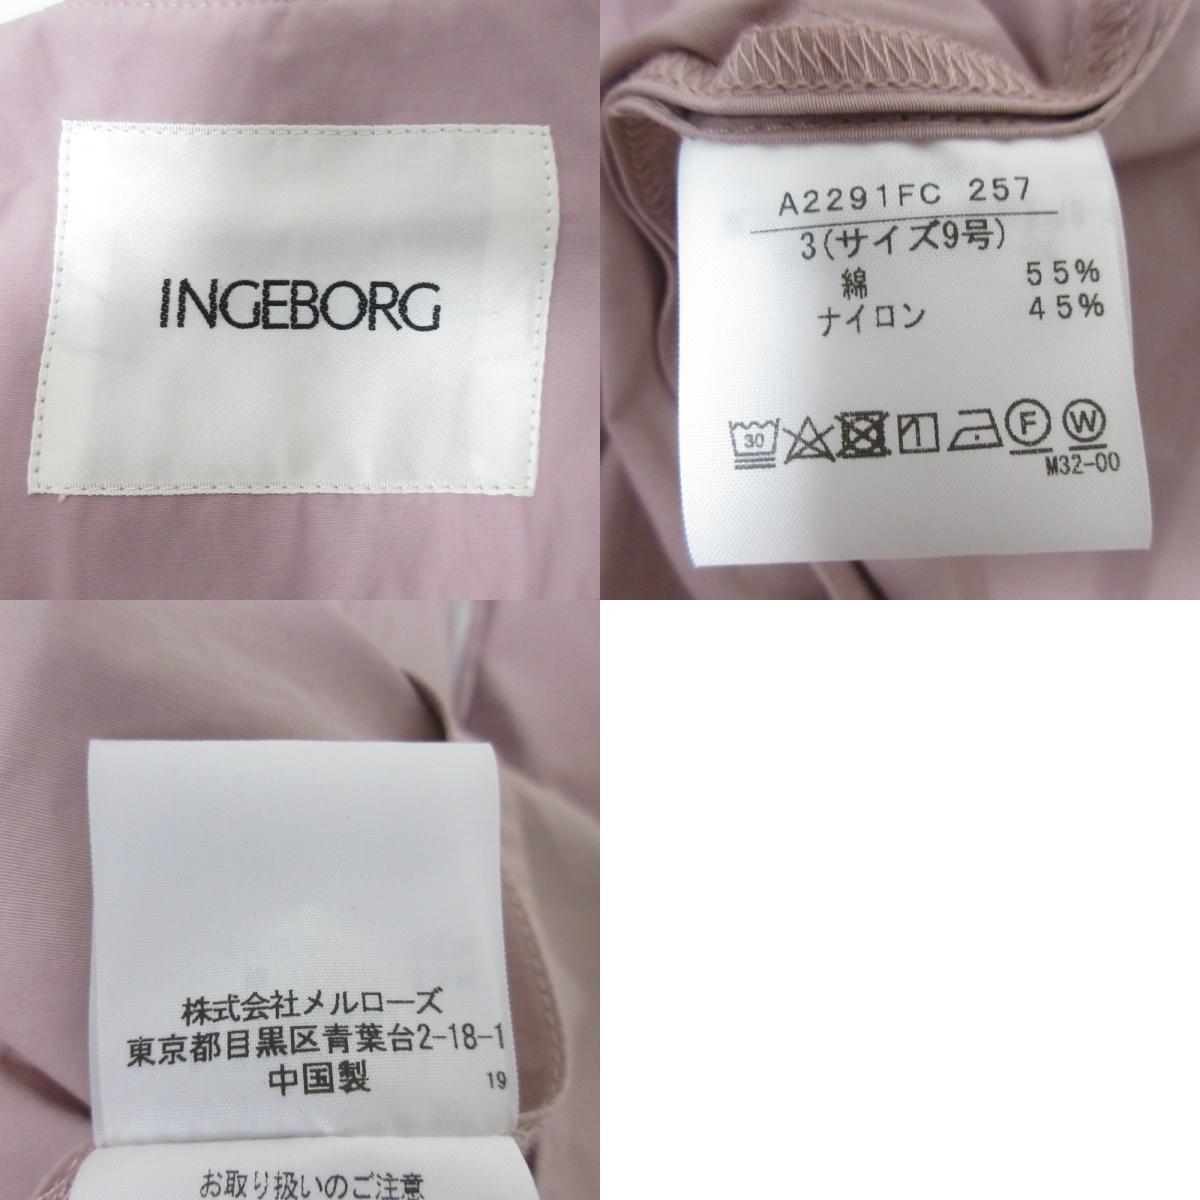 INGEBORG
A2291FC 257
3(サイズ9号)
綿 55%
ナイロン 45%
30
F
W
M32-00
株式会社メルローズ
東京都目黒区青葉台2-18-1
中国製
19
お取り扱いのご注意